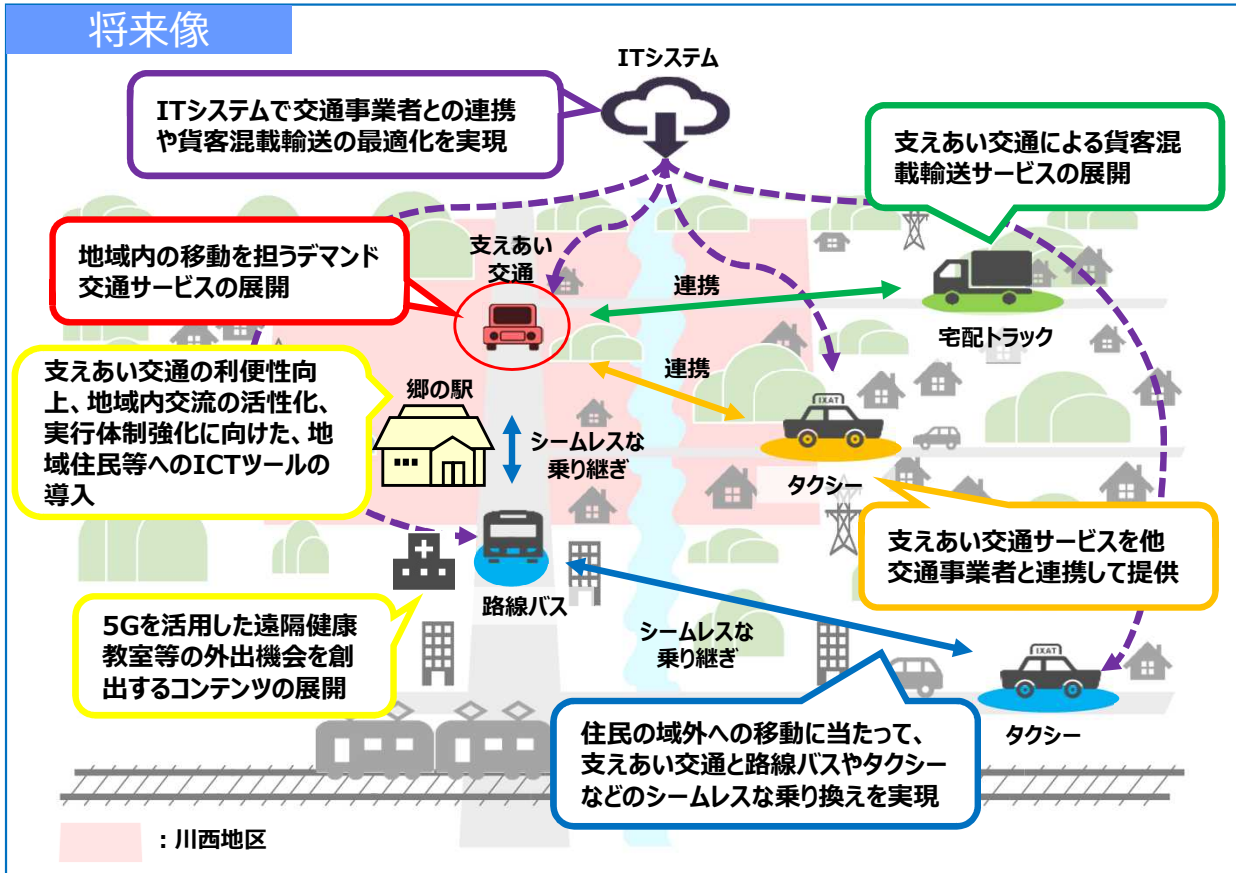 将来像
ITシステム
ITシステムで交通事業者との連携
や貨客混載輸送の最適化を実現
支えあい交通による貨客混
載輸送サービスの展開
地域内の移動を担うデマンド
交通サービスの展開
支えあい
交通
連携
宅配トラック
支えあい交通の利便性向
上、地域内交流の活性化、
実行体制強化に向けた、地
域住民等へのICTツールの
導入
郷の駅
連携
シームレスな
乗り継ぎ
IXAT
タクシー
支えあい交通サービスを他
交通事業者と連携して提供
路線バス
5Gを活用した遠隔健康
教室等の外出機会を創
出するコンテンツの展開
シームレスな
乗り継ぎ
IXAT
タクシー
住民の域外への移動に当たって、
支えあい交通と路線バスやタクシー
などのシームレスな乗り換えを実現
：川西地区